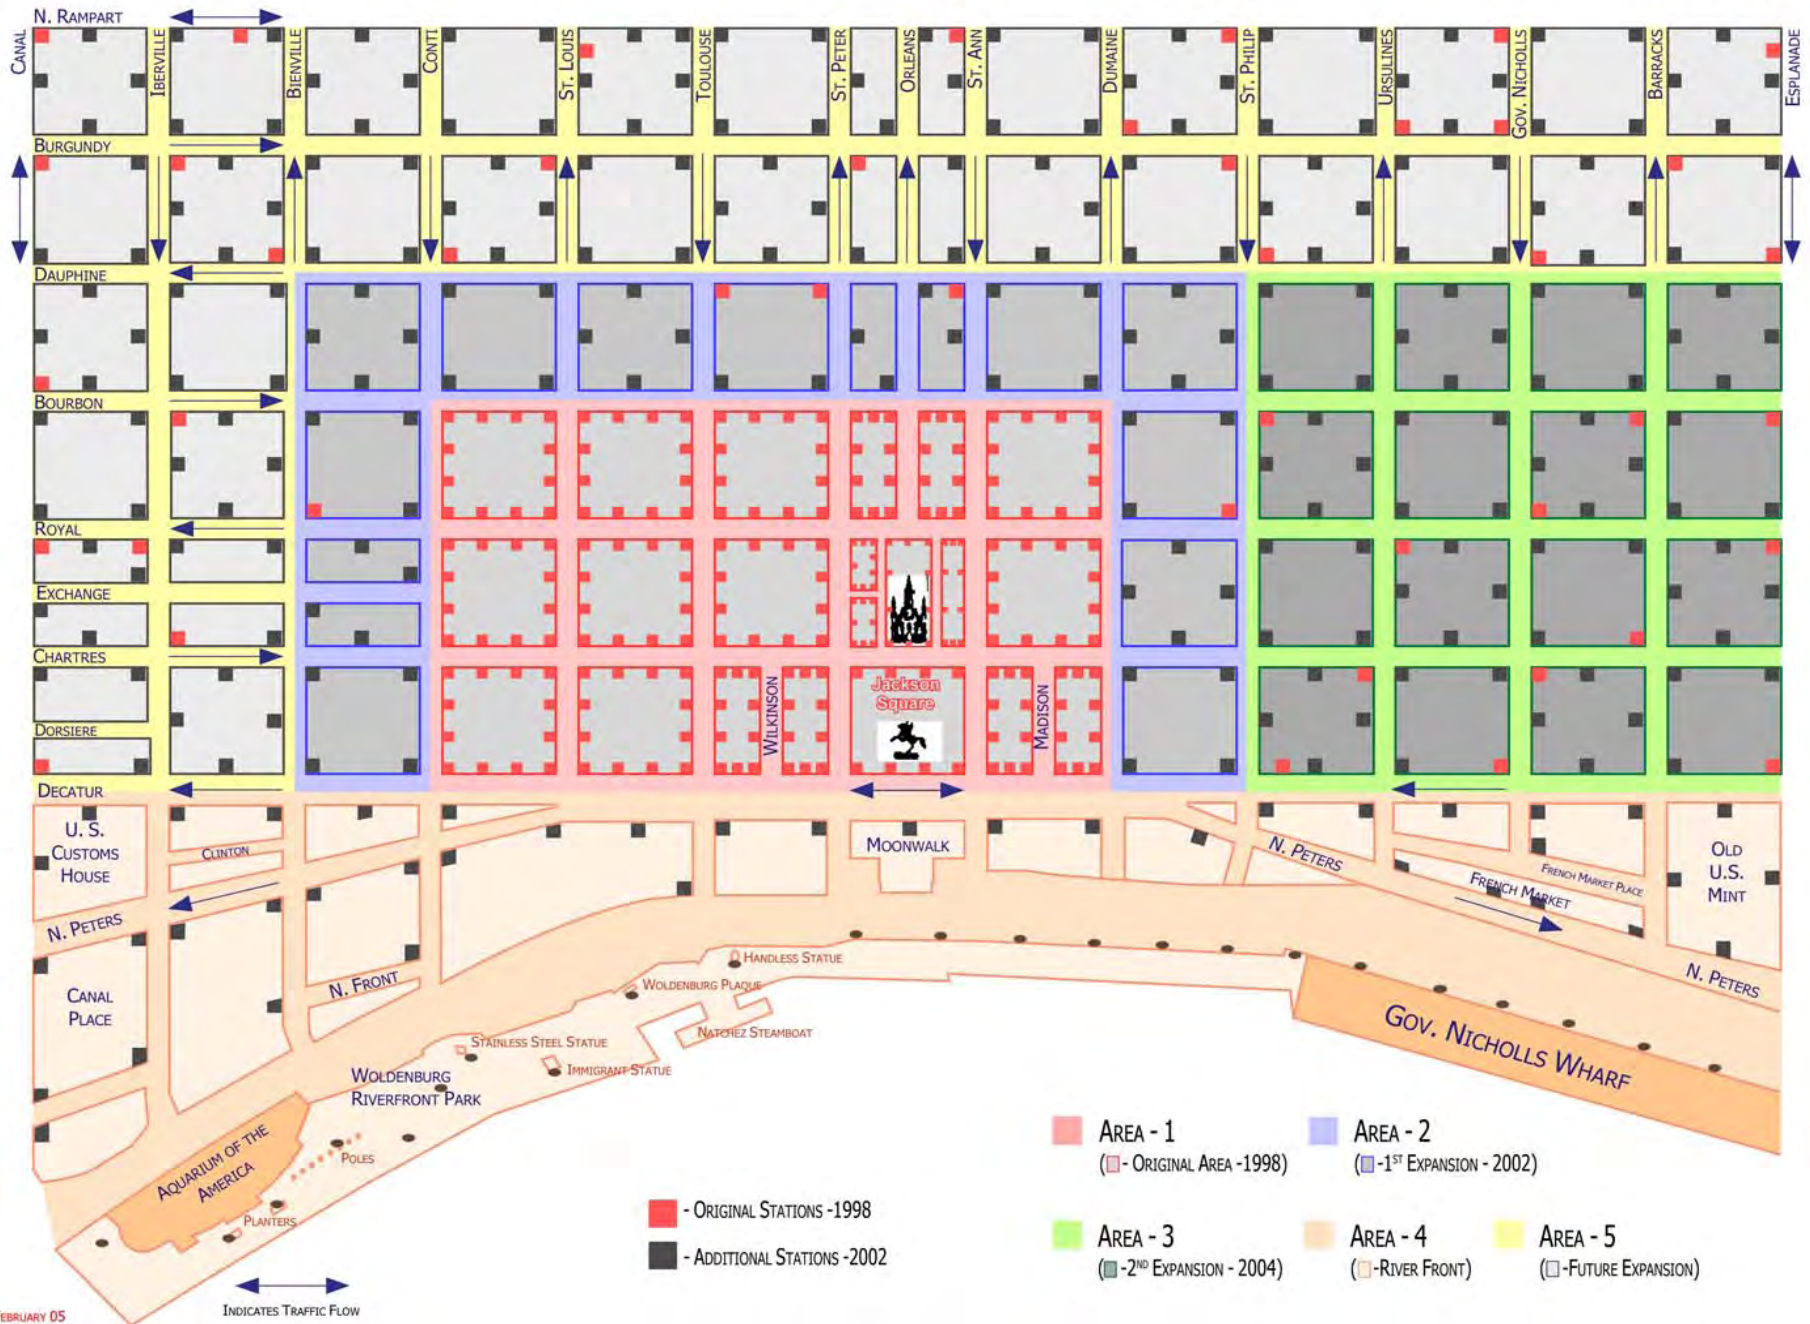 N. Rampart
Canal
Iberville
Bienville
Conti
St. Louis
Toulouse
St. Peter
Orleans
St. Ann
Dumaine
St. Philip
Ursulines
Gov. Nicholls
Barracks
Esplanade
Burgundy
Dauphine
Bourbon
Royal
Exchange
Chartres
Dorsiere
Decatur
Wilkinson
Jackson
Square
Madison
U. S.
Customs
House
Clinton
N. Peters
Canal
Place
N. Front
Moonwalk
N. Peters
French Market Place
French Market
N. Peters
Old
U.S.
Mint
Handless Statue
Woldenburg Plaque
Natchez Steamboat
Stainless Steel Statue
Immigrant Statue
Woldenburg
Riverfront Park
Gov. Nicholls Wharf
Aquarium of the
America
Poles
Planters
Indicates Traffic Flow
- Original Stations -1998
- Additional Stations -2002
Area - 1
(- Original Area -1998)
Area - 2
(-1st Expansion - 2002)
Area - 3
(-2nd Expansion - 2004)
Area - 4
(-River Front)
Area - 5
(-Future Expansion)
05